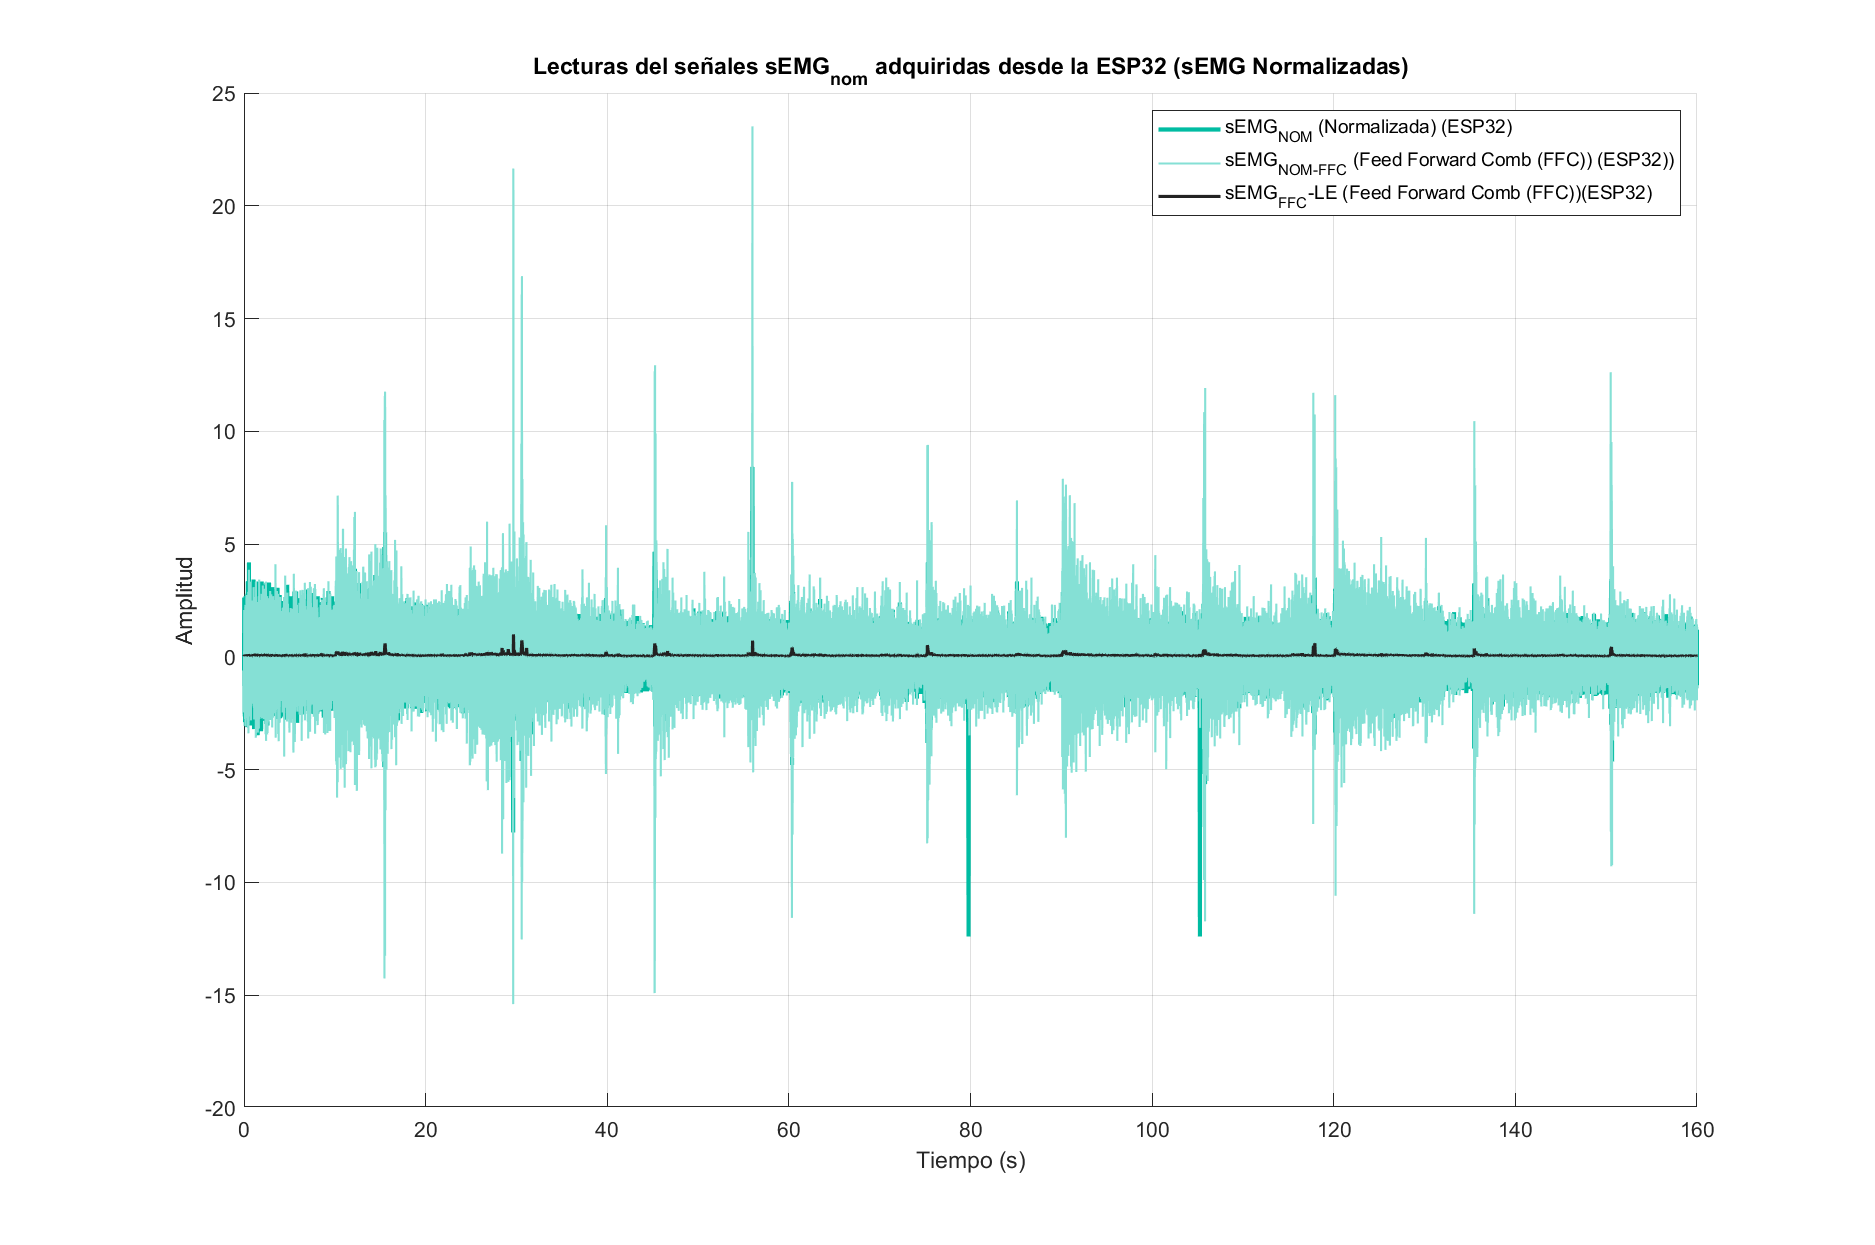 Lecturas del señales sEMGnom adquiridas desde la ESP32 (sEMG Normalizadas)
sEMGNOM (Normalizada) (ESP32)
sEMGNOM-FFC (Feed Forward Comb (FFC)) (ESP32))
sEMGFFC-LE (Feed Forward Comb (FFC))(ESP32)
25
20
15
10
5
0
-5
-10
-15
-20
Amplitud
0 20 40 60 80 100 120 140 160
Tiempo (s)